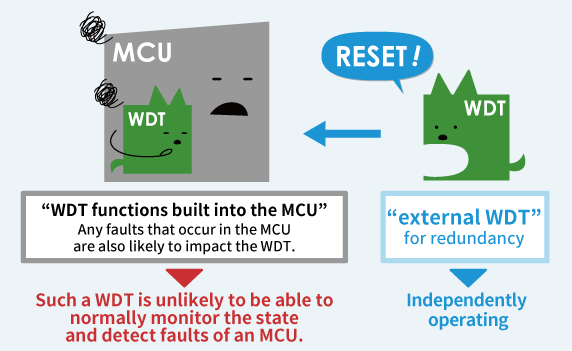 MCU
WDT
RESET!
WDT
“WDT functions built into the MCU”
Any faults that occur in the MCU
are also likely to impact the WDT.
Such a WDT is unlikely to be able to
normally monitor the state
and detect faults of an MCU.
“external WDT”
for redundancy
Independently
operating